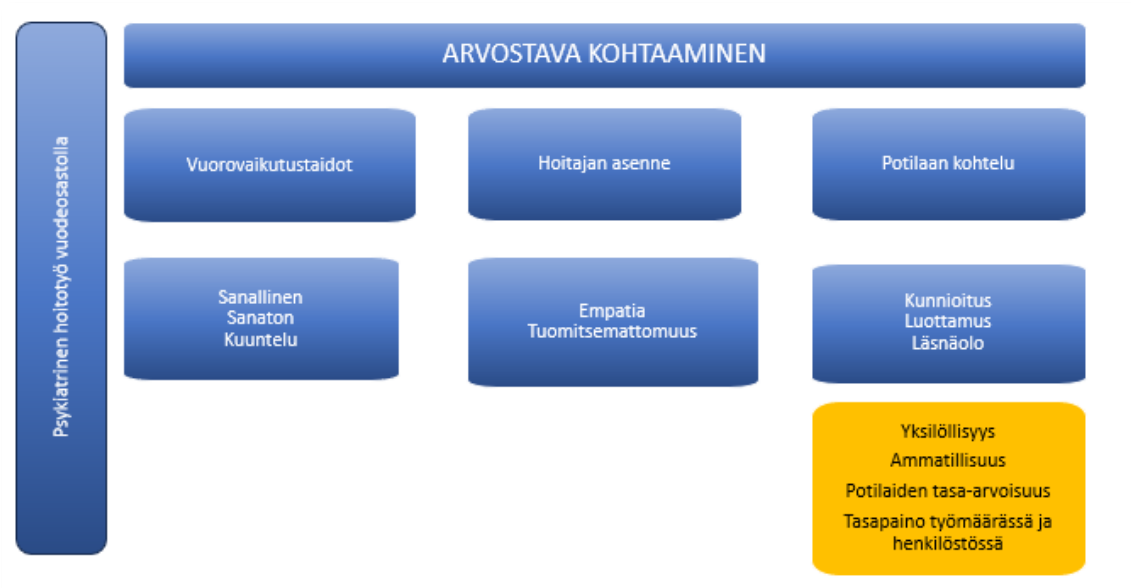 Psykiatrinen hoitotyö vuodeosastolla
ARVOSTAVA KOHTAAMINEN
Vuorovaikutustaidot
Hoitajan asenne
Potilaan kohtelu
Sanallinen
Sanaton
Kuuntelu
Empatia
Tuomitsemattomuus
Kunnioitus
Luottamus
Läsnäolo
Yksilöllisyys
Ammatillisuus
Potilaiden tasa-arvoisuus
Tasapaino työmäärässä ja
henkilöstössä